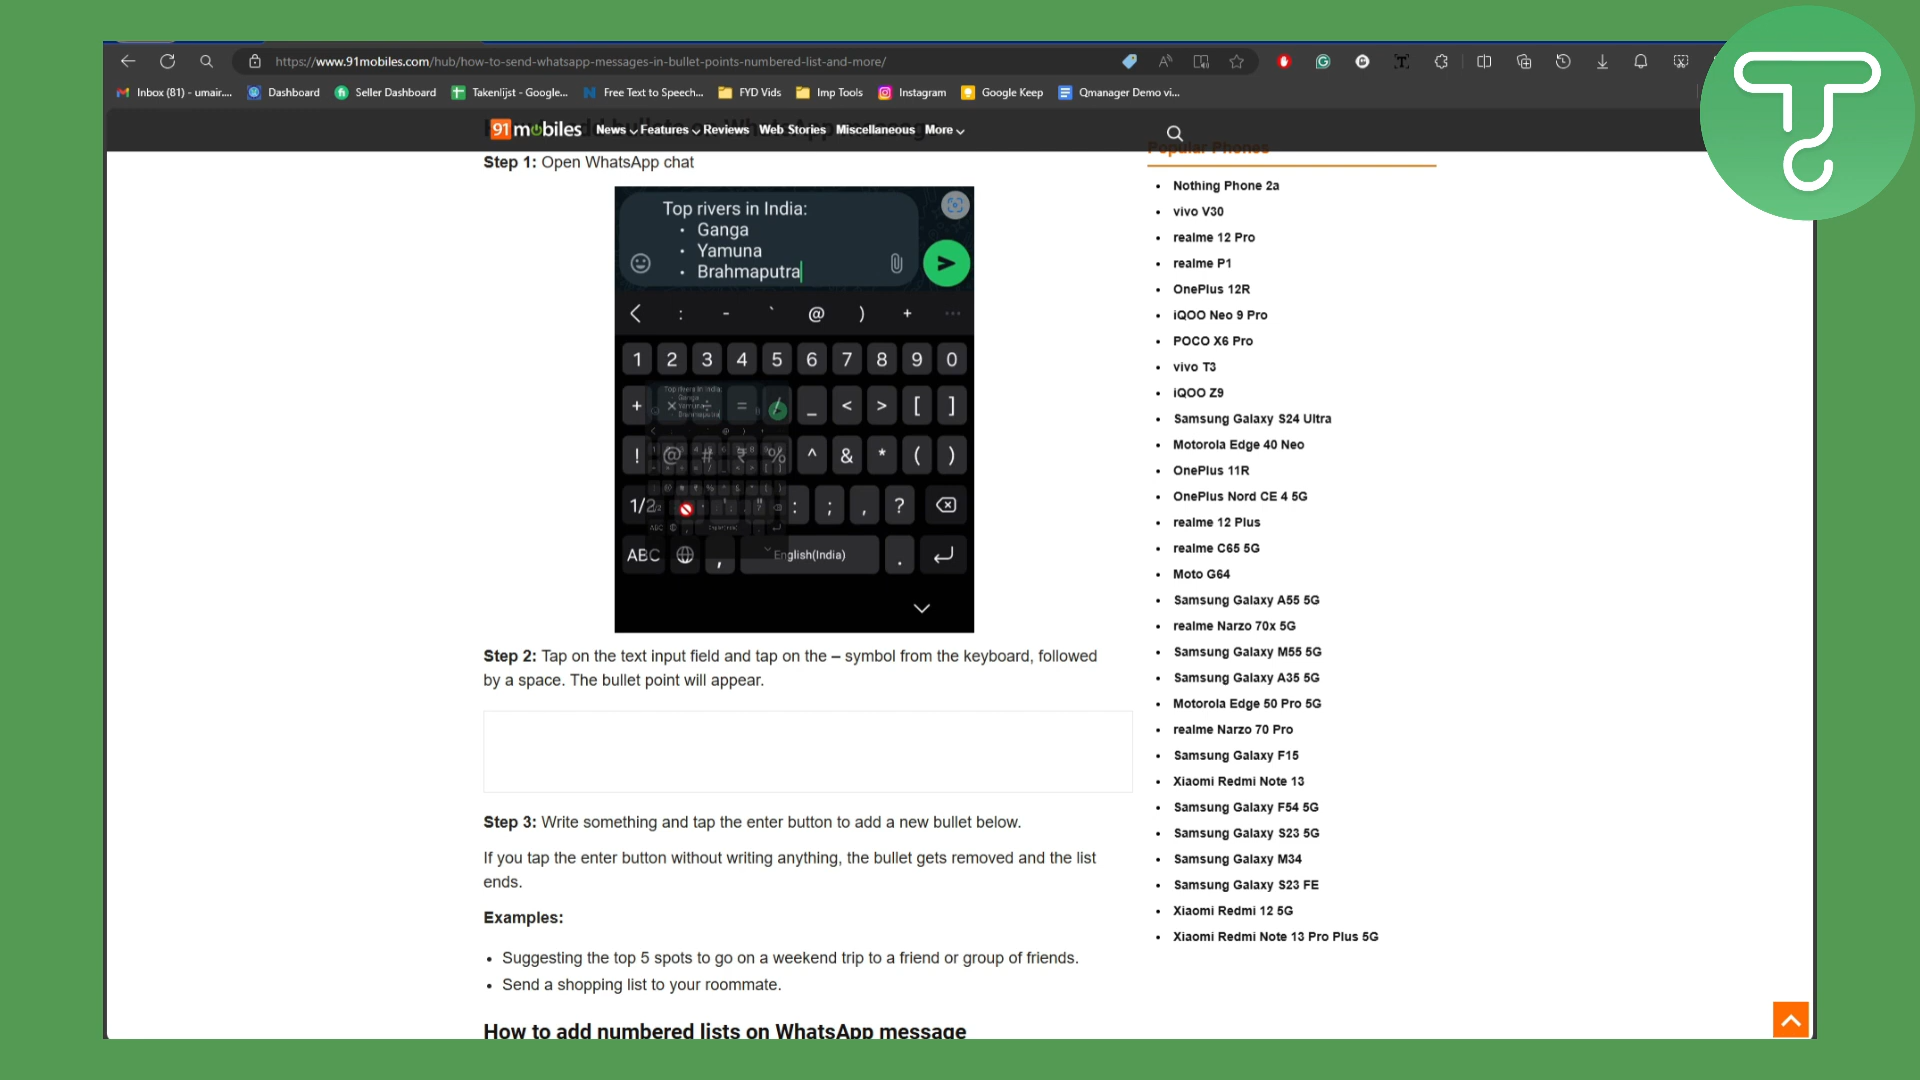 https://www.91mobiles.com/hub/how-to-send-whatsapp-messages-in-bullet-points-numbered-list-and-more/
Inbox (81) - umair.... Dashboard Seller Dashboard Takenlijst - Google... Free Text to Speech... FYD Vids Imp Tools Instagram Google Keep Qmanager Demo vi...
91mobiles News Features Reviews Web Stories Miscellaneous More
Step 1: Open WhatsApp chat
Top rivers in India:
• Ganga
• Yamuna
• Brahmaputra
: - ` @ ) + ...
1 2 3 4 5 6 7 8 9 0
+ × ÷ = / _ < > [ ]
! @ # ₹ % ^ & * ( )
1/2 " : ; , ?
ABC , English(India) .
Step 2: Tap on the text input field and tap on the – symbol from the keyboard, followed
by a space. The bullet point will appear.
Step 3: Write something and tap the enter button to add a new bullet below.
If you tap the enter button without writing anything, the bullet gets removed and the list
ends.
Examples:
• Suggesting the top 5 spots to go on a weekend trip to a friend or group of friends.
• Send a shopping list to your roommate.
How to add numbered lists on WhatsApp message
Popular Phones
• Nothing Phone 2a
• vivo V30
• realme 12 Pro
• realme P1
• OnePlus 12R
• iQOO Neo 9 Pro
• POCO X6 Pro
• vivo T3
• iQOO Z9
• Samsung Galaxy S24 Ultra
• Motorola Edge 40 Neo
• OnePlus 11R
• OnePlus Nord CE 4 5G
• realme 12 Plus
• realme C65 5G
• Moto G64
• Samsung Galaxy A55 5G
• realme Narzo 70x 5G
• Samsung Galaxy M55 5G
• Samsung Galaxy A35 5G
• Motorola Edge 50 Pro 5G
• realme Narzo 70 Pro
• Samsung Galaxy F15
• Xiaomi Redmi Note 13
• Samsung Galaxy F54 5G
• Samsung Galaxy S23 5G
• Samsung Galaxy M34
• Samsung Galaxy S23 FE
• Xiaomi Redmi 12 5G
• Xiaomi Redmi Note 13 Pro Plus 5G